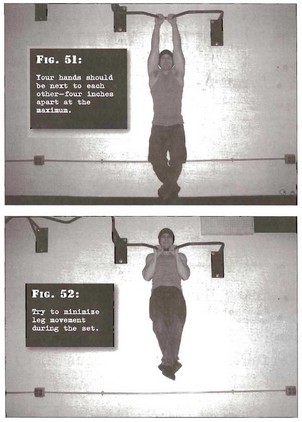 FIG. 51:
Your hands should
be next to each
other—four inches
apart at the
maximum.
FIG. 52:
Try to minimize
leg movement
during the set.